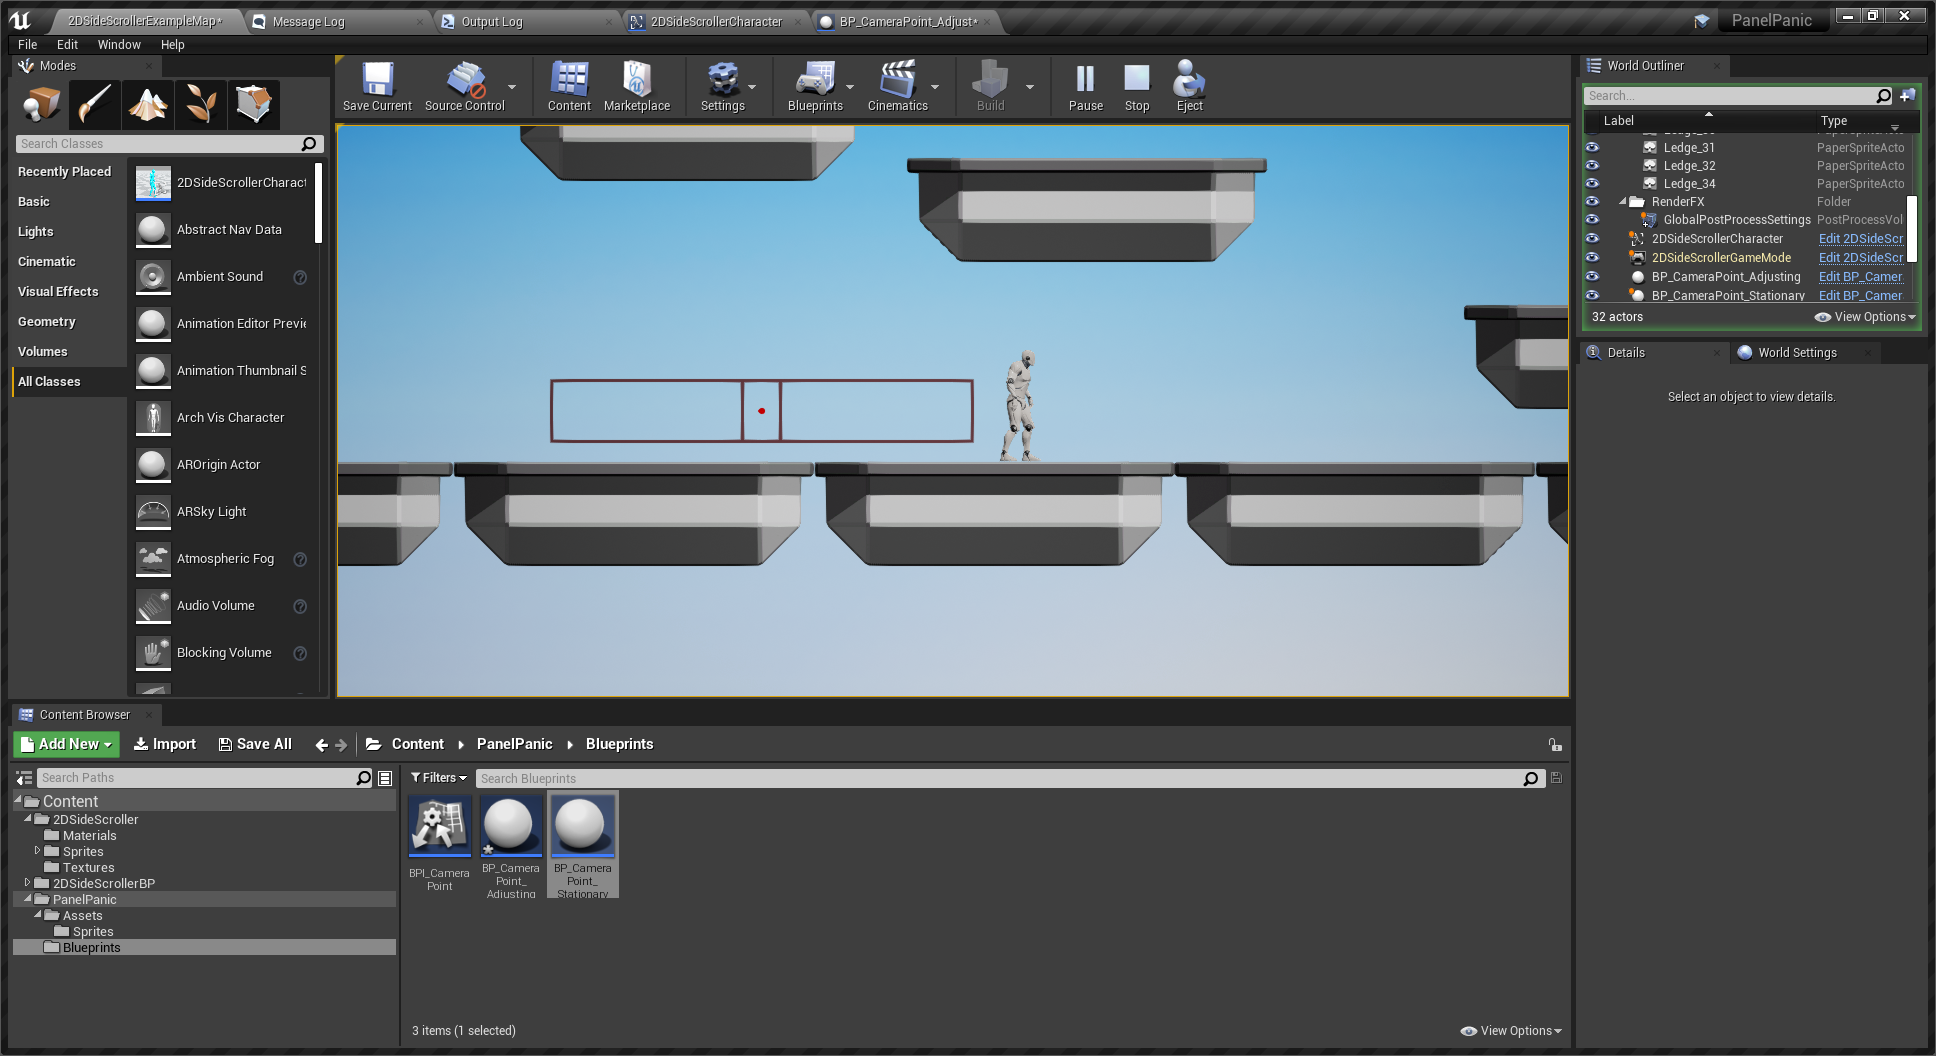 2DSideScrollerExampleMap*
Message Log
Output Log
2DSideScrollerCharacter
BP_CameraPoint_Adjust*
PanelPanic
File Edit Window Help
Modes
Search Classes
Recently Placed
Basic
Lights
Cinematic
Visual Effects
Geometry
Volumes
All Classes
2DSideScrollerCharact
Abstract Nav Data
Ambient Sound
Animation Editor Previe
Animation Thumbnail S
Arch Vis Character
AROrigin Actor
ARSky Light
Atmospheric Fog
Audio Volume
Blocking Volume
Save Current
Source Control
Content
Marketplace
Settings
Blueprints
Cinematics
Build
Pause
Stop
Eject
World Outliner
Search...
Label Type
Ledge_31 PaperSpriteActo
Ledge_32 PaperSpriteActo
Ledge_34 PaperSpriteActo
RenderFX Folder
GlobalPostProcessSettings PostProcessVol
2DSideScrollerCharacter Edit 2DSideScr
2DSideScrollerGameMode Edit 2DSideScr
BP_CameraPoint_Adjusting Edit BP_Camer
BP_CameraPoint_Stationary Edit BP_Camer
32 actors
View Options
Details
World Settings
Select an object to view details.
Content Browser
Add New
Import
Save All
Content
PanelPanic
Blueprints
Search Paths
Content
2DSideScroller
Materials
Sprites
Textures
2DSideScrollerBP
PanelPanic
Assets
Sprites
Blueprints
Filters
Search Blueprints
BPI_Camera
Point
BP_Camera
Point_
Adjusting
BP_Camera
Point_
Stationary
3 items (1 selected)
View Options